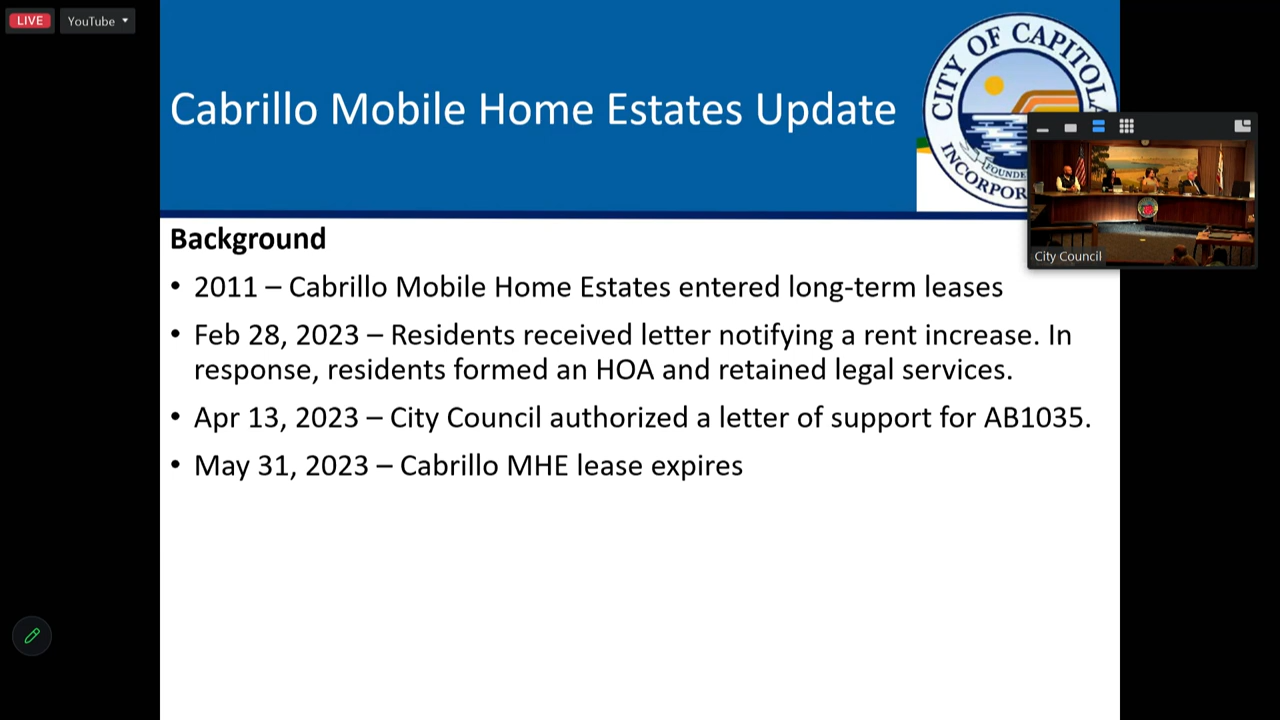 LIVE
YouTube
Cabrillo Mobile Home Estates Update
CITY OF CAPITOLA
INCORPOR
FOUNDE
City Council
Background
• 2011 – Cabrillo Mobile Home Estates entered long-term leases
• Feb 28, 2023 – Residents received letter notifying a rent increase. In
response, residents formed an HOA and retained legal services.
• Apr 13, 2023 – City Council authorized a letter of support for AB1035.
• May 31, 2023 – Cabrillo MHE lease expires